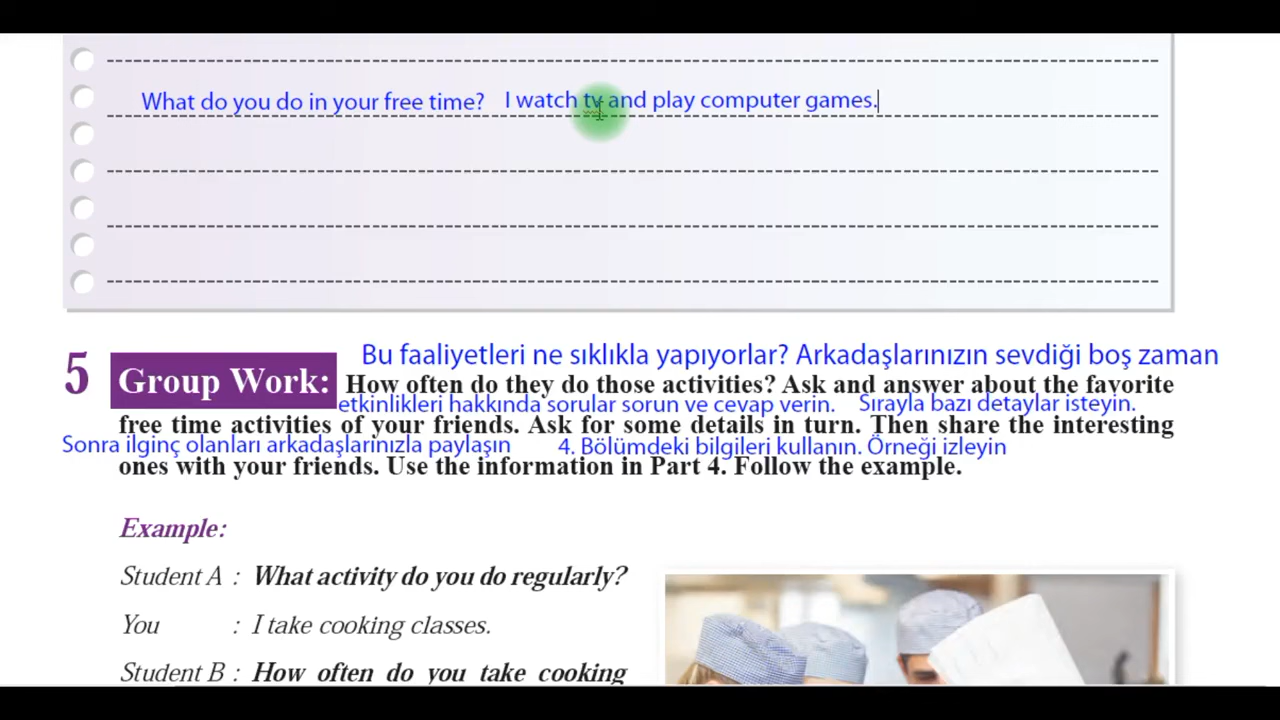 What do you do in your free time? I watch tv and play computer games.
Bu faaliyetleri ne sıklıkla yapıyorlar? Arkadaşlarınızın sevdiği boş zaman
5 Group Work: How often do they do those activities? Ask and answer about the favorite
etkinlikleri hakkında sorular sorun ve cevap verin. Sırayla bazı detaylar isteyin.
free time activities of your friends. Ask for some details in turn. Then share the interesting
Sonra ilginç olanları arkadaşlarınızla paylaşın 4. Bölümdeki bilgileri kullanın. Örneği izleyin
ones with your friends. Use the information in Part 4. Follow the example.
Example:
Student A : What activity do you do regularly?
You : I take cooking classes.
Student B : How often do you take cooking